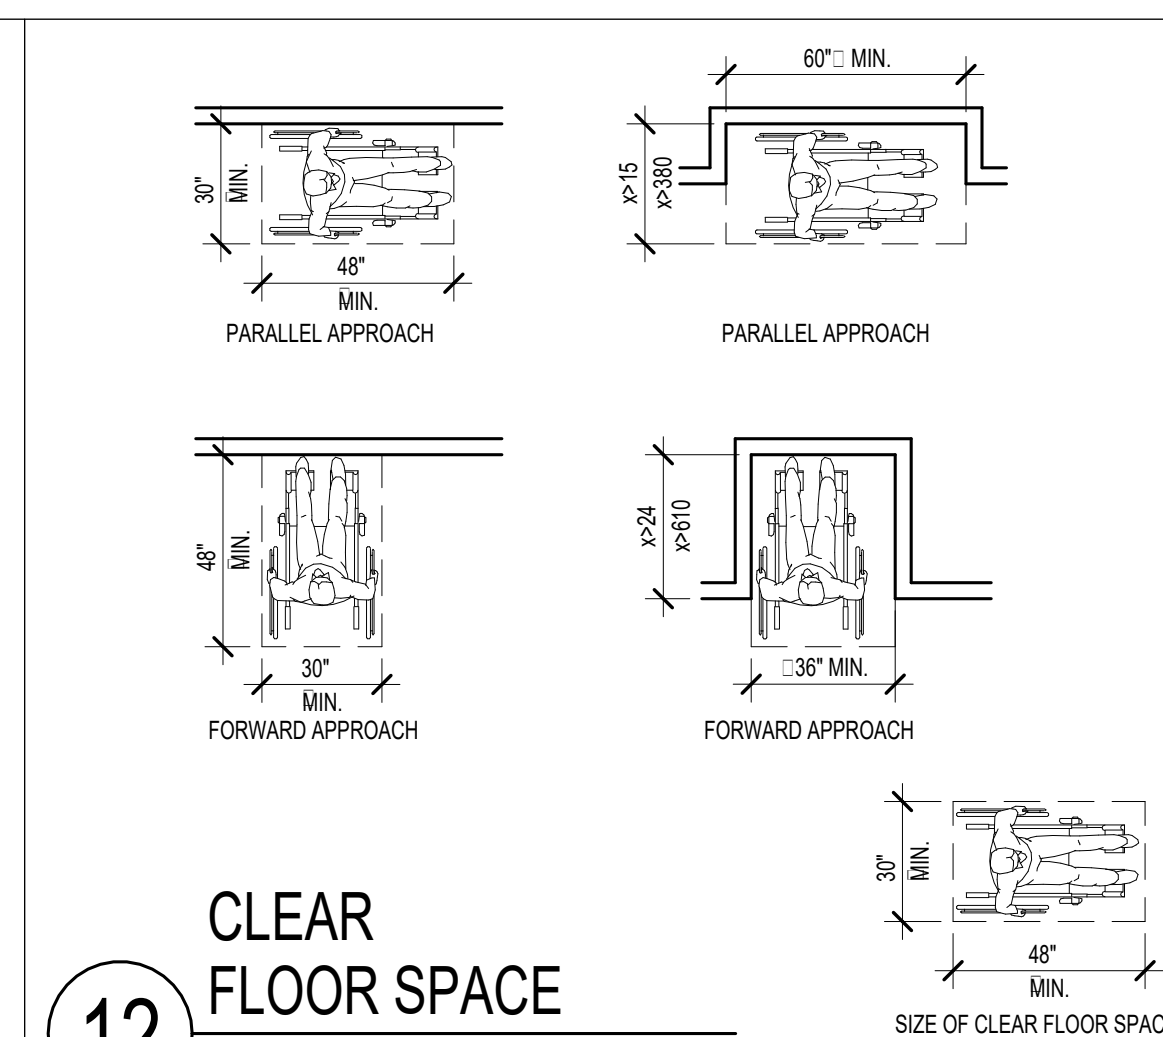 60"□ MIN.
30"
MIN.
x>15
x>380
48"
MIN.
PARALLEL APPROACH
PARALLEL APPROACH
48"
MIN.
x>24
x>610
30"
MIN.
□36" MIN.
FORWARD APPROACH
FORWARD APPROACH
30"
MIN.
CLEAR
FLOOR SPACE
48"
MIN.
12
SIZE OF CLEAR FLOOR SPAC